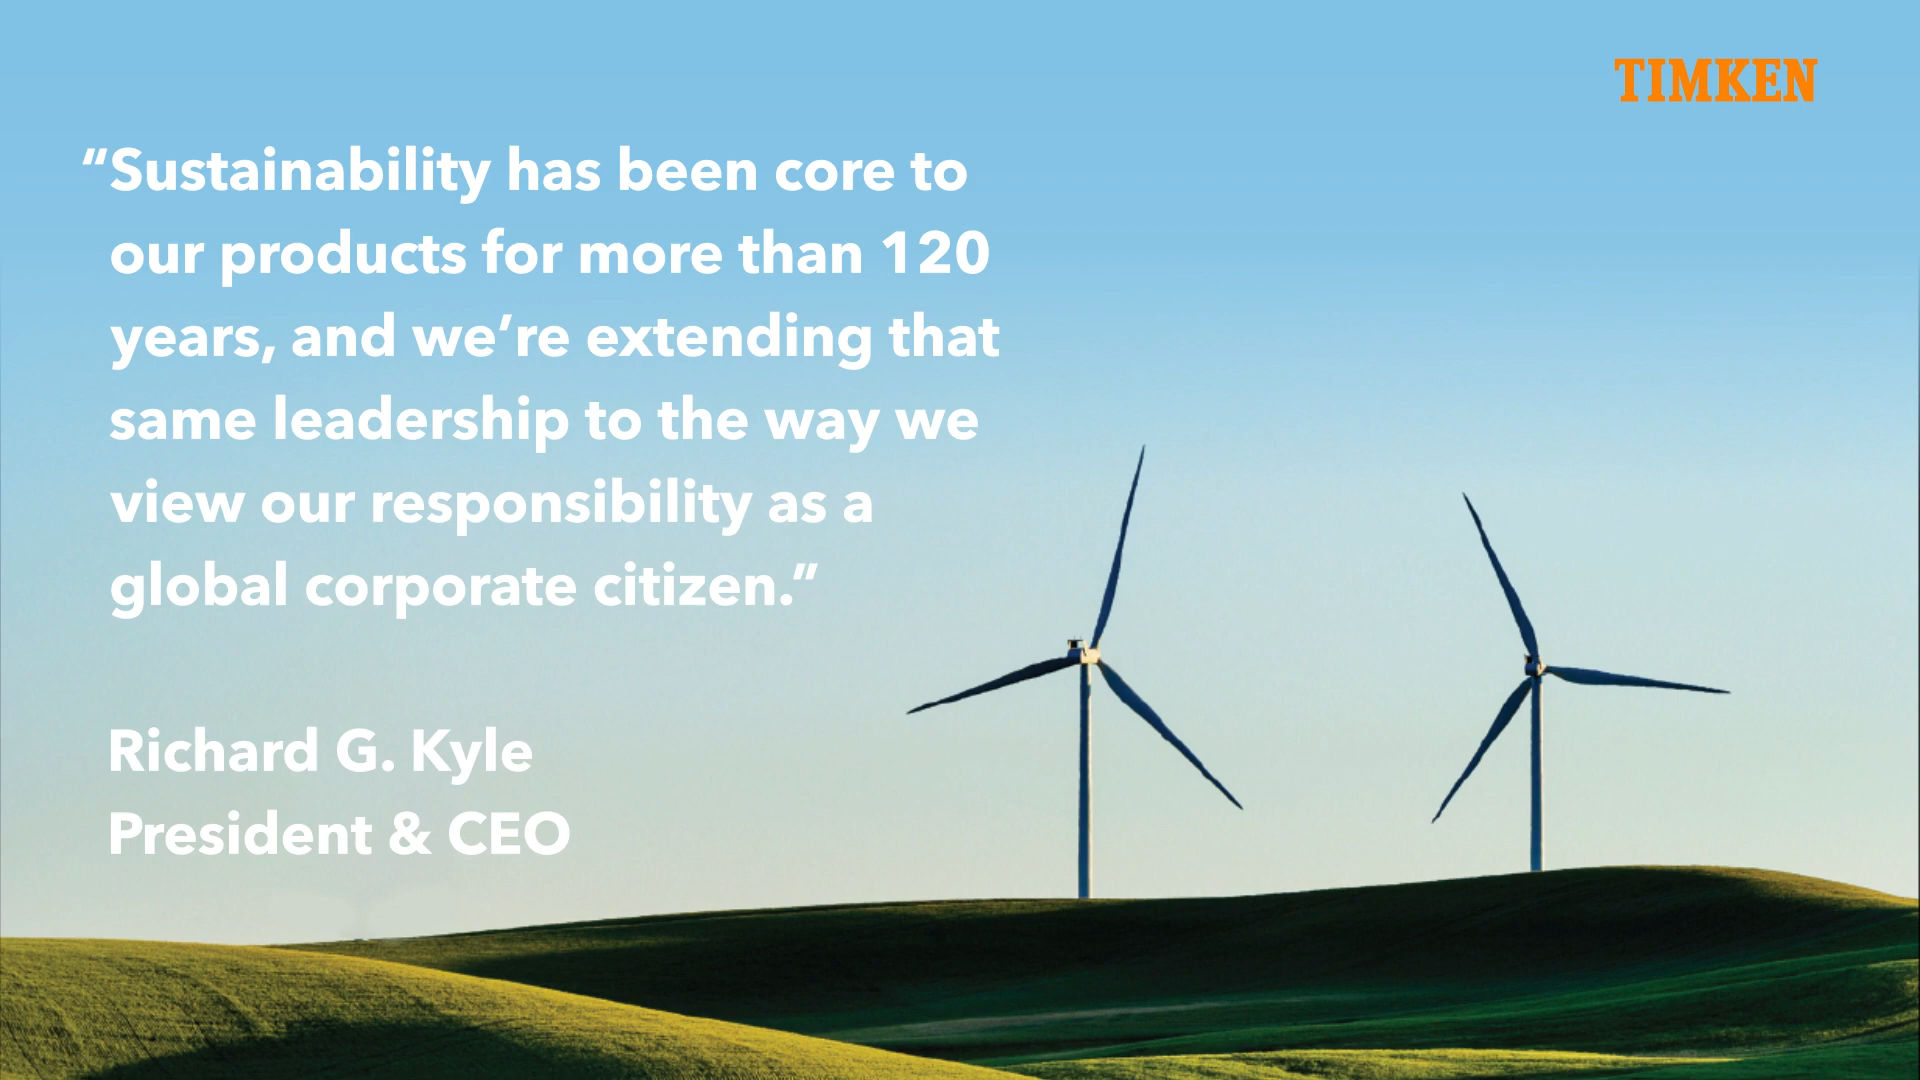 TIMKEN
“Sustainability has been core to
our products for more than 120
years, and we’re extending that
same leadership to the way we
view our responsibility as a
global corporate citizen.”
Richard G. Kyle
President & CEO